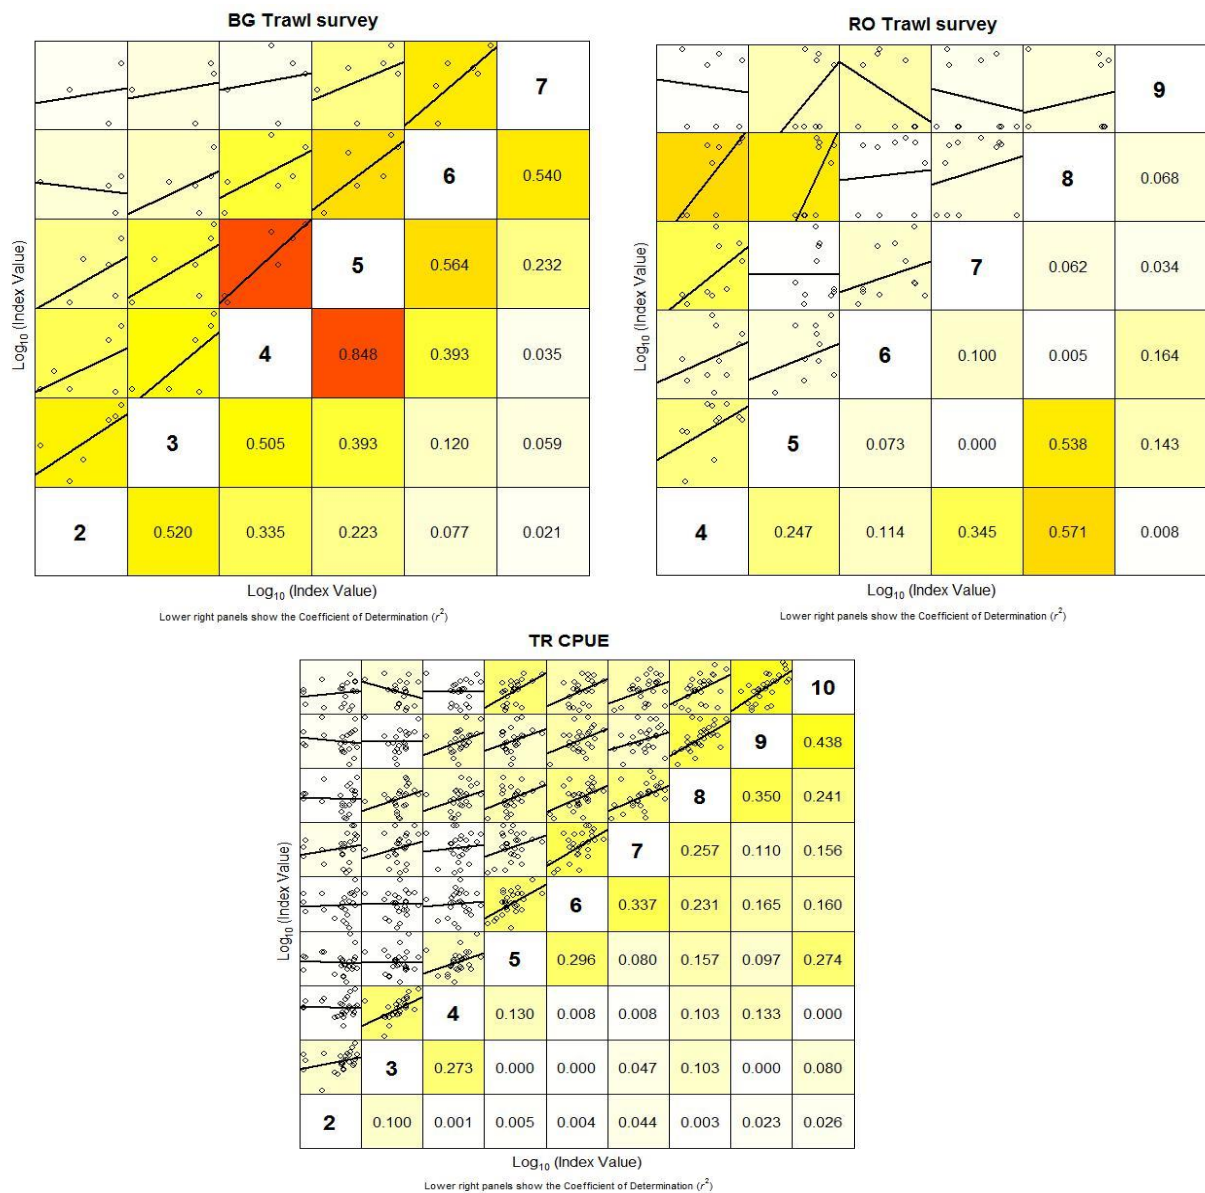 BG Trawl survey
7
6 0.540
5 0.564 0.232
4 0.848 0.393 0.035
3 0.505 0.393 0.120 0.059
2 0.520 0.335 0.223 0.077 0.021
Log10 (Index Value)
Log10 (Index Value)
Lower right panels show the Coefficient of Determination (r2)
RO Trawl survey
9
8 0.068
7 0.062 0.034
6 0.100 0.005 0.164
5 0.073 0.000 0.538 0.143
4 0.247 0.114 0.345 0.571 0.008
Log10 (Index Value)
Log10 (Index Value)
Lower right panels show the Coefficient of Determination (r2)
TR CPUE
10
9 0.438
8 0.350 0.241
7 0.257 0.110 0.156
6 0.337 0.231 0.165 0.160
5 0.296 0.080 0.157 0.097 0.274
4 0.130 0.008 0.008 0.103 0.133 0.000
3 0.273 0.000 0.000 0.047 0.103 0.000 0.080
2 0.100 0.001 0.005 0.004 0.044 0.003 0.023 0.026
Log10 (Index Value)
Log10 (Index Value)
Lower right panels show the Coefficient of Determination (r2)